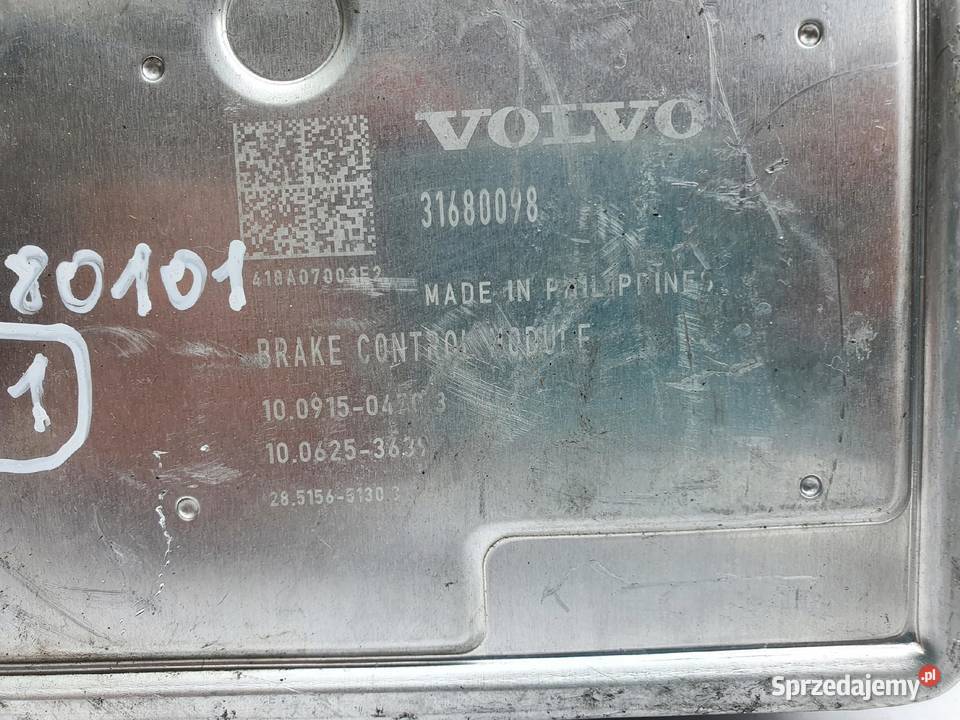 VOLVO
31680098
80101
418A07003E2
MADE IN PHILIPPINES
BRAKE CONTROL MODULE
1
10.0915-0420.3
10.0625-3639
28.5156-5130.3
Sprzedajemy.pl